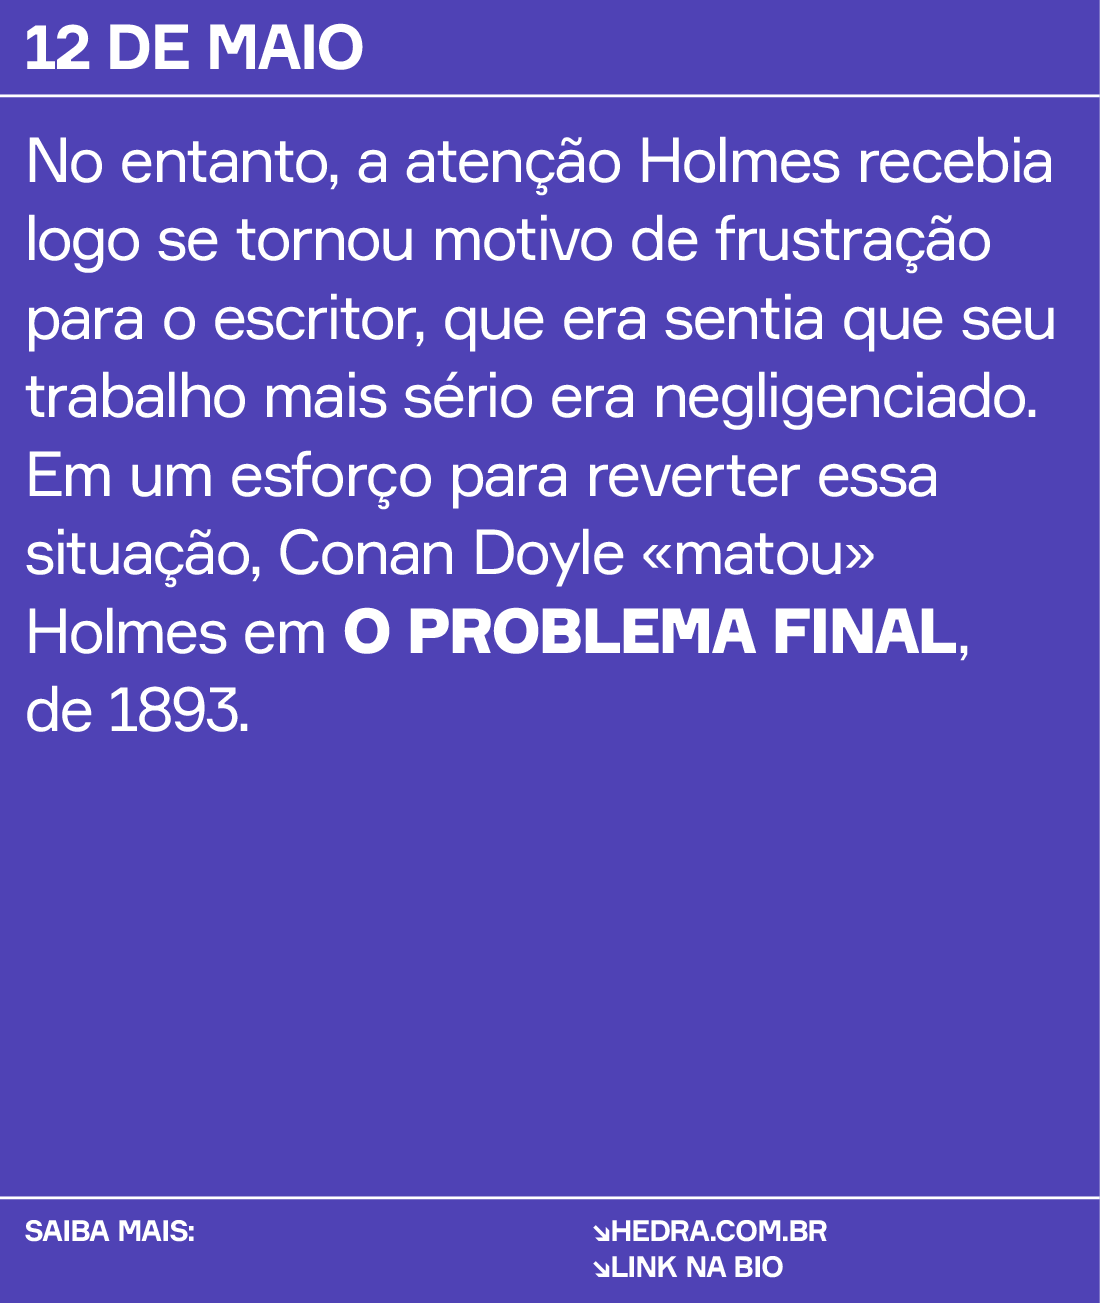 12 DE MAIO
No entanto, a atenção Holmes recebia
logo se tornou motivo de frustração
para o escritor, que era sentia que seu
trabalho mais sério era negligenciado.
Em um esforço para reverter essa
situação, Conan Doyle «matou»
Holmes em O PROBLEMA FINAL,
de 1893.
SAIBA MAIS:
↘HEDRA.COM.BR
↘LINK NA BIO